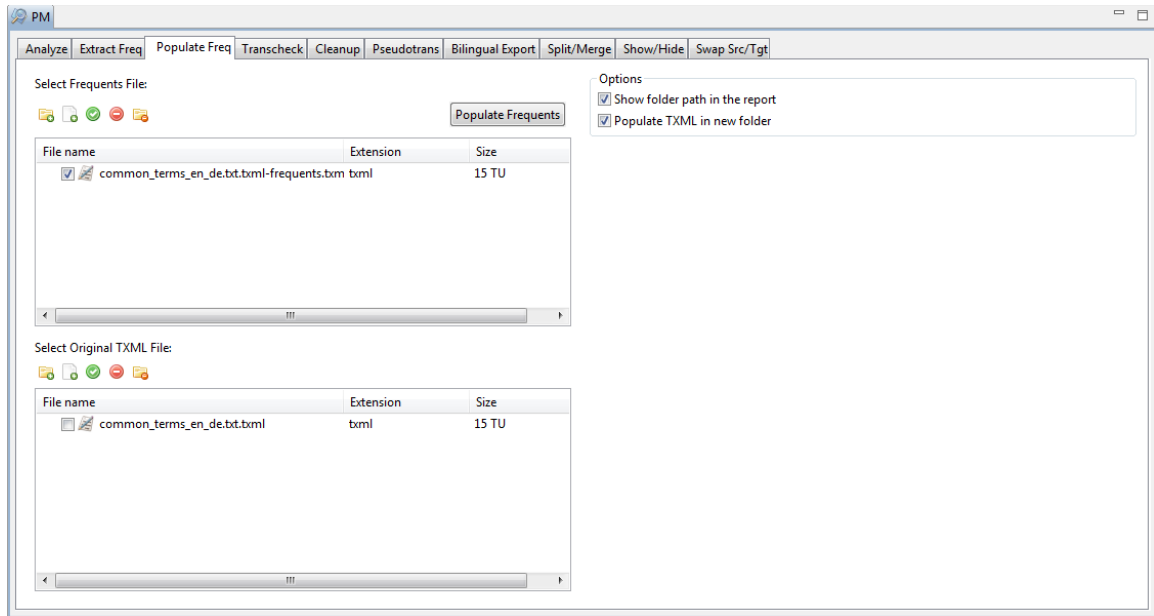 PM
Analyze Extract Freq Populate Freq Transcheck Cleanup Pseudotrans Bilingual Export Split/Merge Show/Hide Swap Src/Tgt
Select Frequents File:
Populate Frequents
File name Extension Size
common_terms_en_de.txt.txml-frequents.txm txml 15 TU
Select Original TXML File:
File name Extension Size
common_terms_en_de.txt.txml txml 15 TU
Options
Show folder path in the report
Populate TXML in new folder